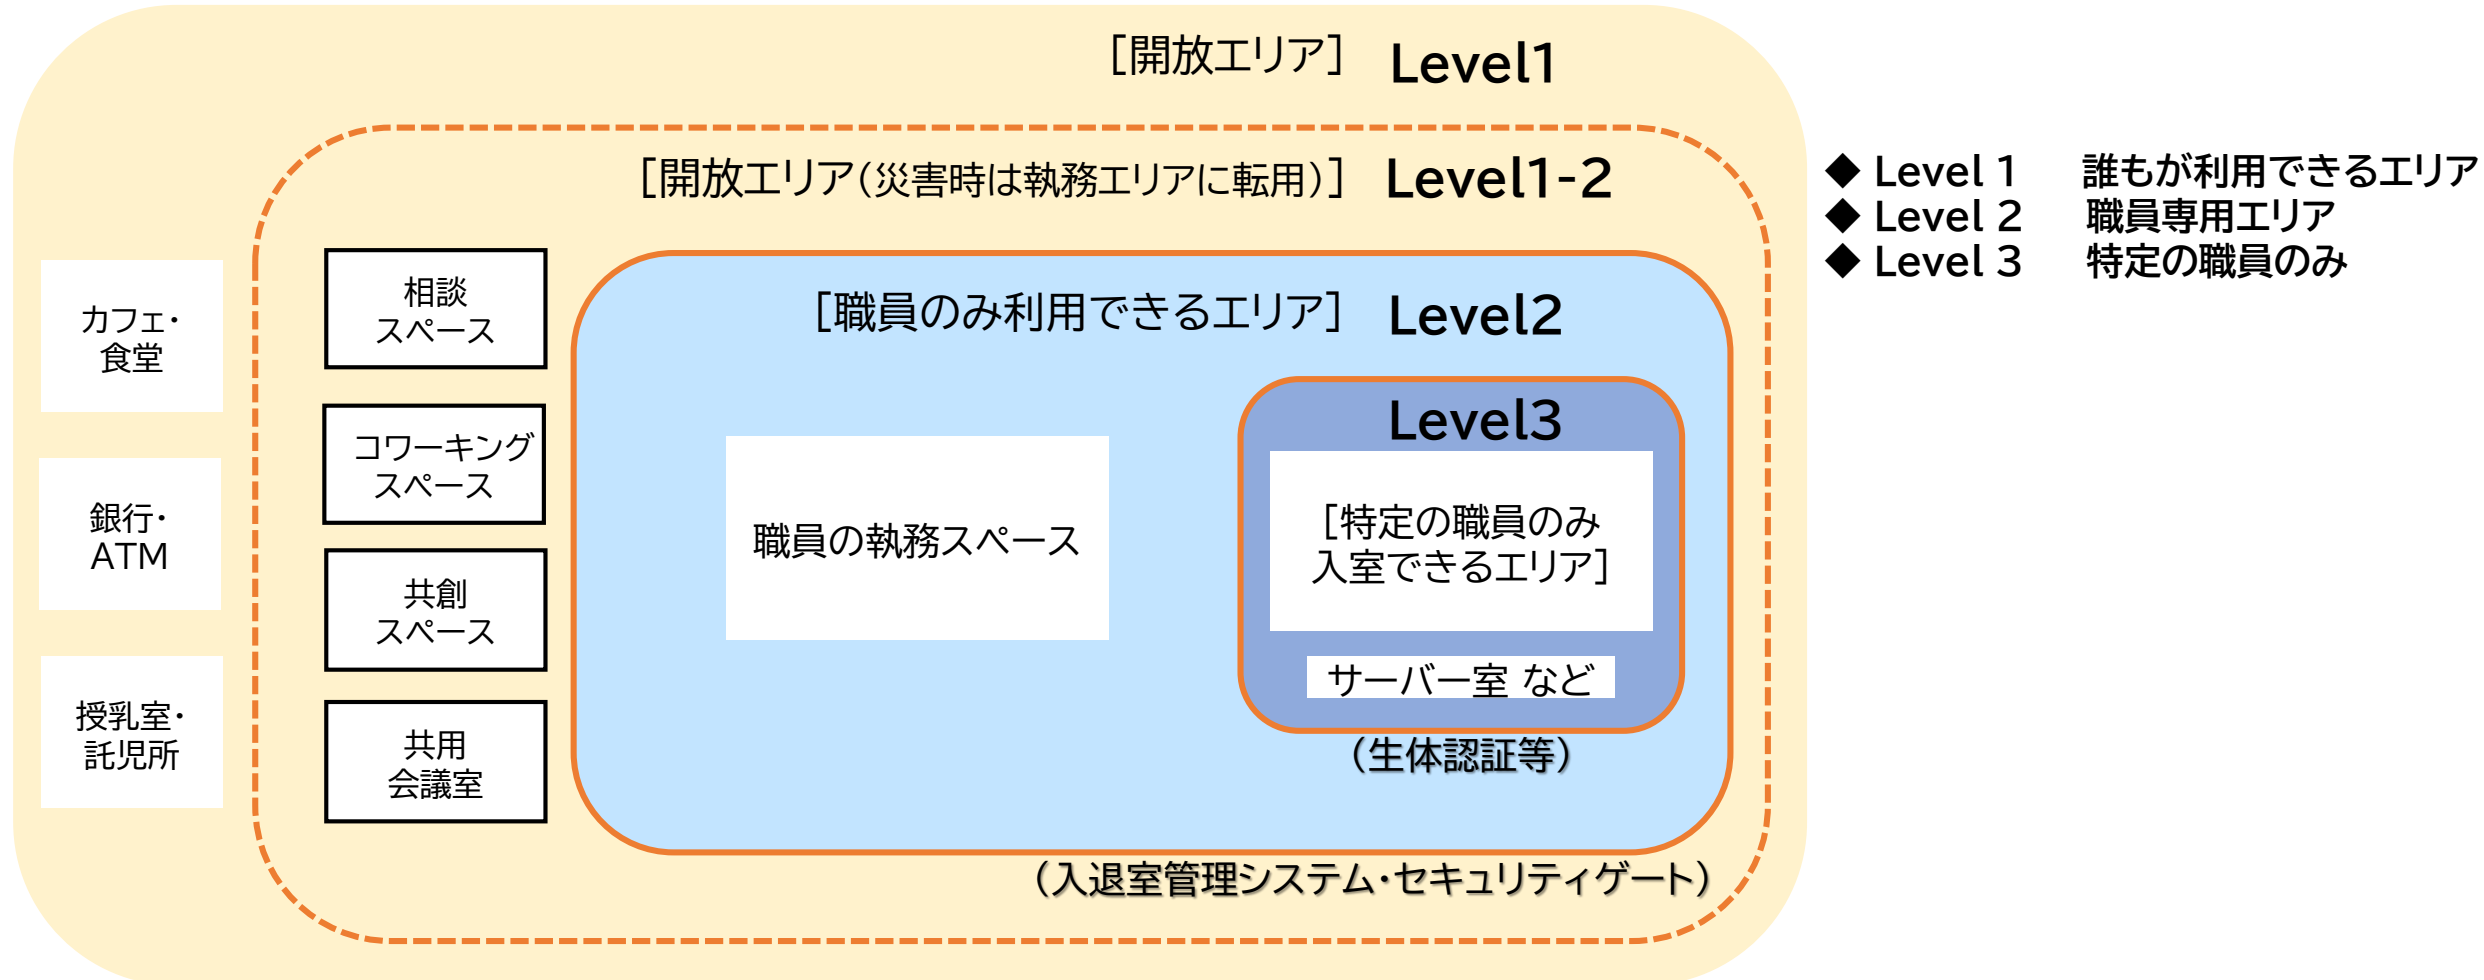 ［開放エリア］ Level1
［開放エリア（災害時は執務エリアに転用）］ Level1-2
◆ Level 1 誰もが利用できるエリア
◆ Level 2 職員専用エリア
◆ Level 3 特定の職員のみ
カフェ・
食堂
銀行・
ATM
授乳室・
託児所
相談
スペース
コワーキング
スペース
共創
スペース
共用
会議室
［職員のみ利用できるエリア］ Level2
職員の執務スペース
Level3
［特定の職員のみ
入室できるエリア］
サーバー室 など
（生体認証等）
（入退室管理システム・セキュリティゲート）